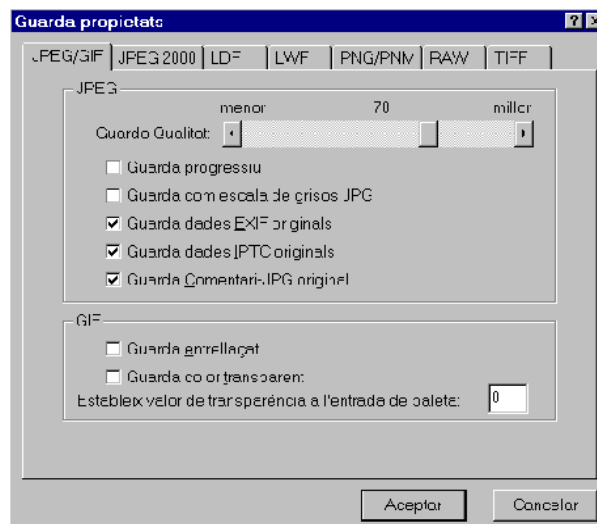 Guarda propietats
JPEG/GIF JPEG 2000 LDF LWF PNG/PNM RAW TIFF
JPEG
menor 70 millor
Guardo Qualitat:
Guarda progressiu
Guarda com escala de grisos JPG
Guarda dades EXIF originals
Guarda dades IPTC originals
Guarda Comentari-JPG original
GIF
Guarda entrellaçat
Guarda color transparent
Estableix valor de transparència a l'entrada de paleta: 0
Aceptar Cancelar